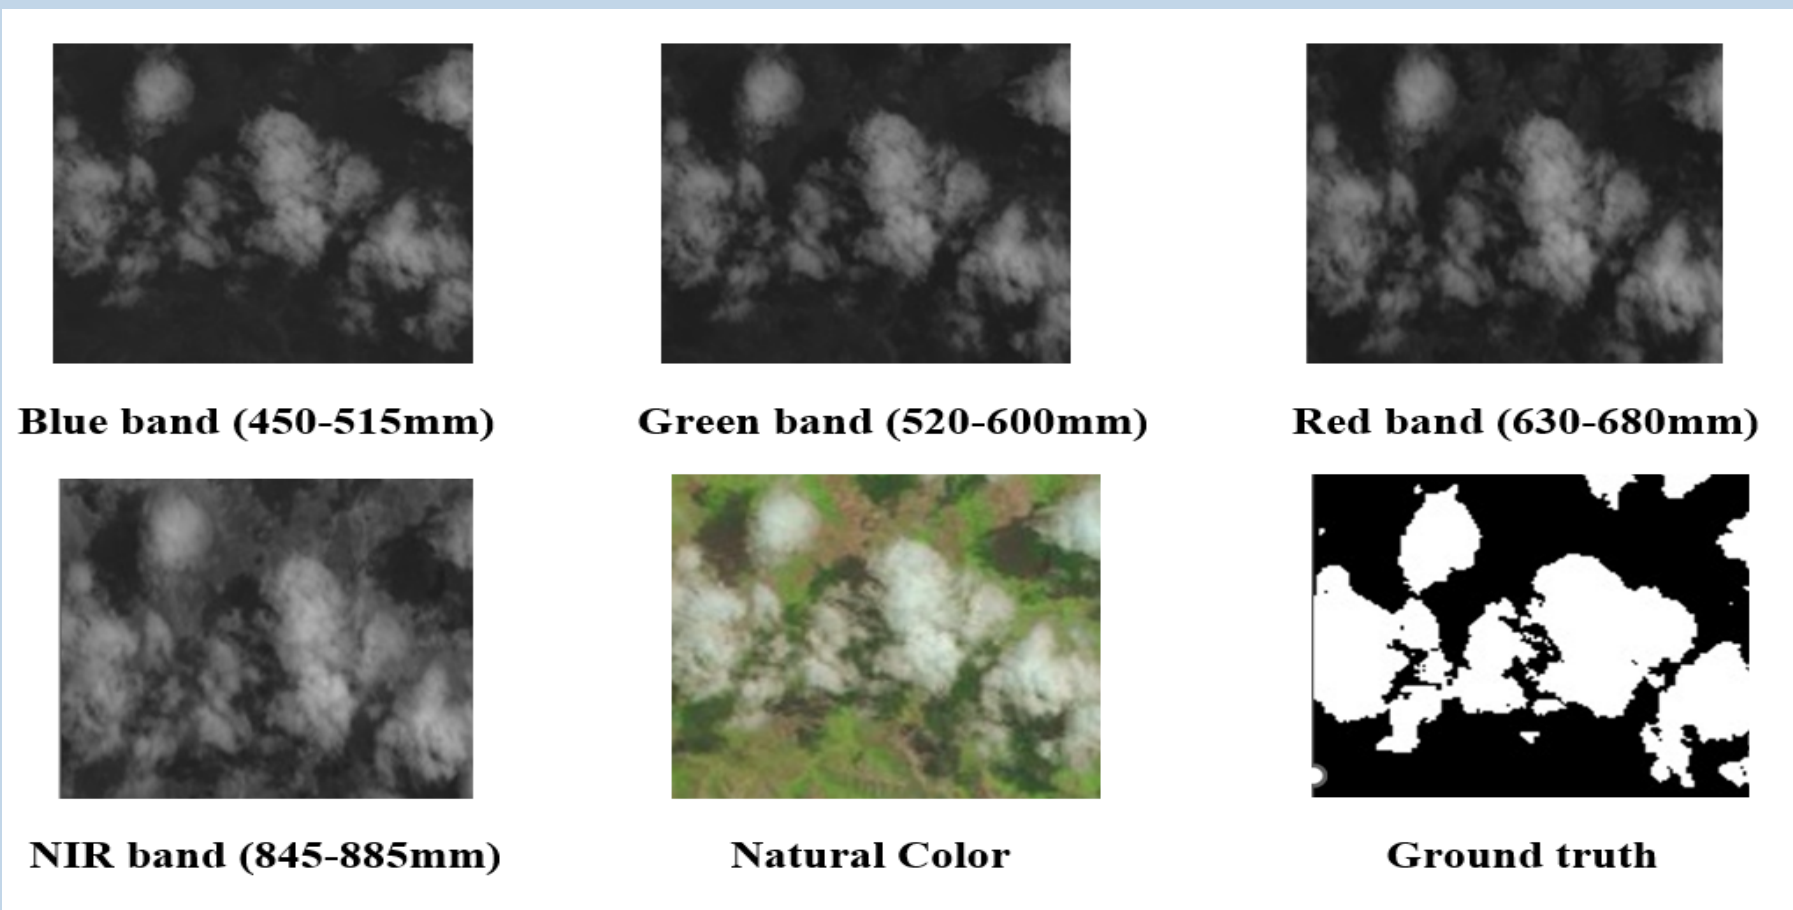 Blue band (450-515mm)
Green band (520-600mm)
Red band (630-680mm)
NIR band (845-885mm)
Natural Color
Ground truth